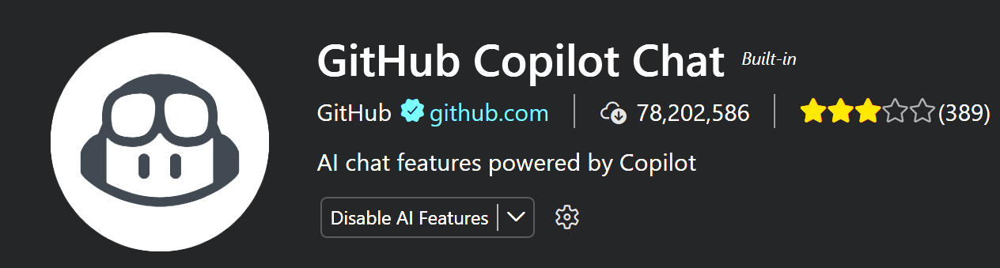 GitHub Copilot Chat Built-in
GitHub github.com 78,202,586 (389)
AI chat features powered by Copilot
Disable AI Features